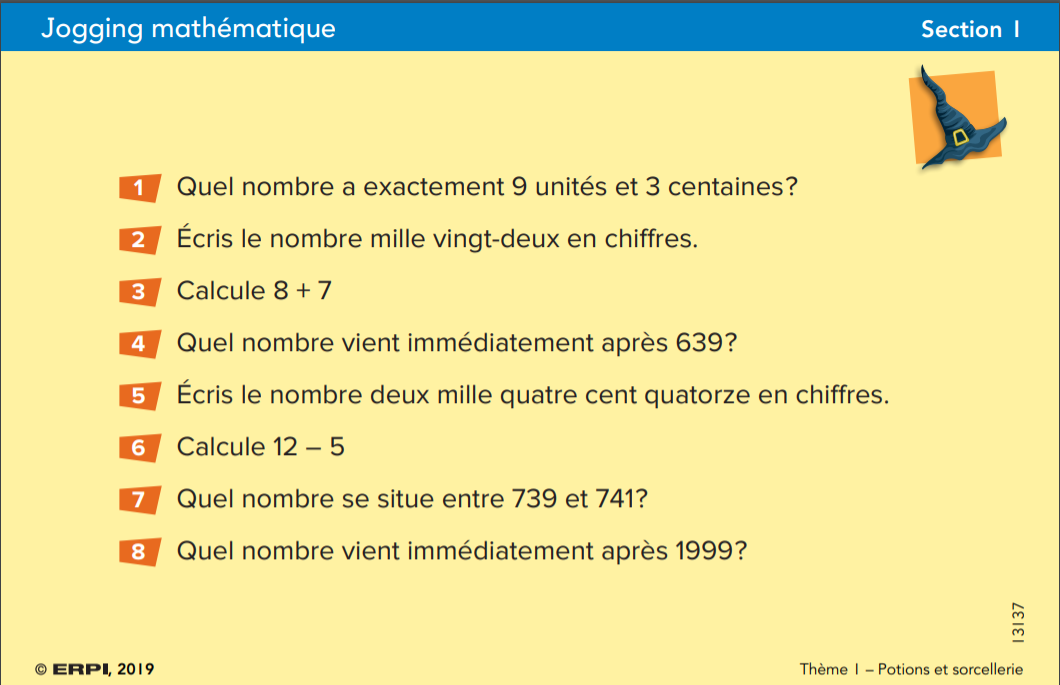 Jogging mathématique
Section 1
1 Quel nombre a exactement 9 unités et 3 centaines?
2 Écris le nombre mille vingt-deux en chiffres.
3 Calcule 8 + 7
4 Quel nombre vient immédiatement après 639?
5 Écris le nombre deux mille quatre cent quatorze en chiffres.
6 Calcule 12 – 5
7 Quel nombre se situe entre 739 et 741?
8 Quel nombre vient immédiatement après 1999?
13137
© ERPI, 2019
Thème 1 – Potions et sorcellerie